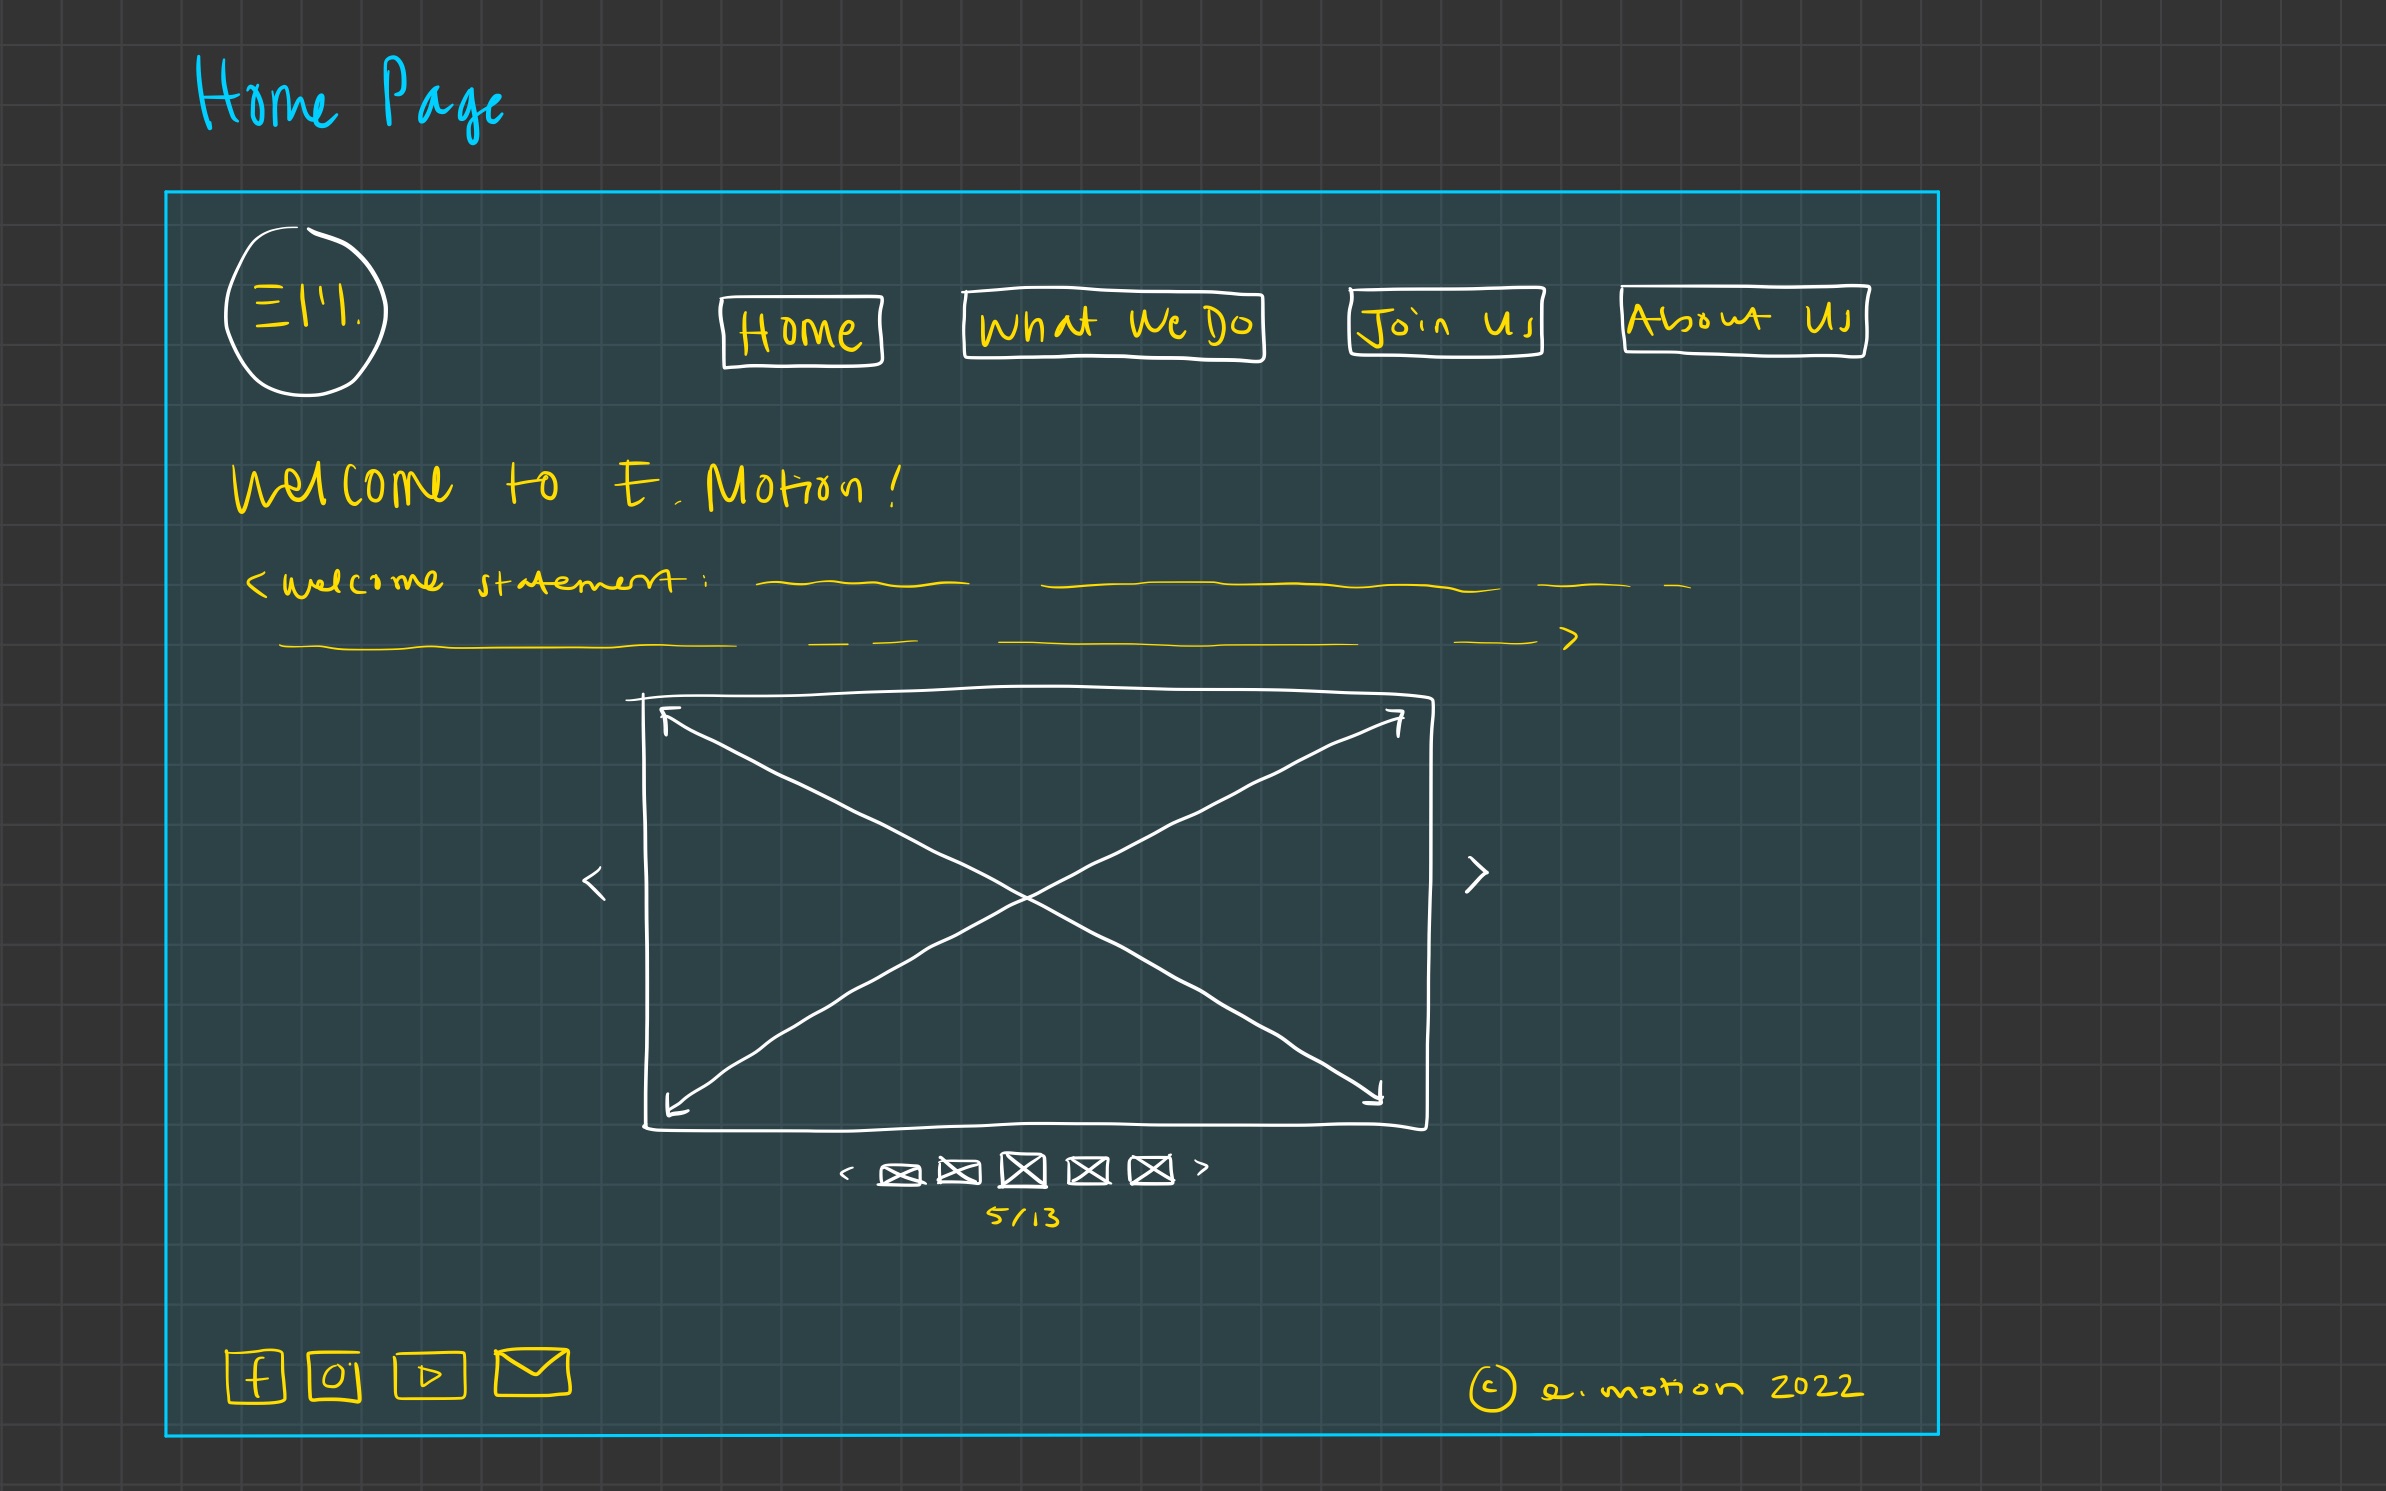 Home Page
Home
What We Do
Join Us
About Us
Welcome to E. Motion!
<welcome statement:
>
< >
< >
5/13
f
© e. motion 2022